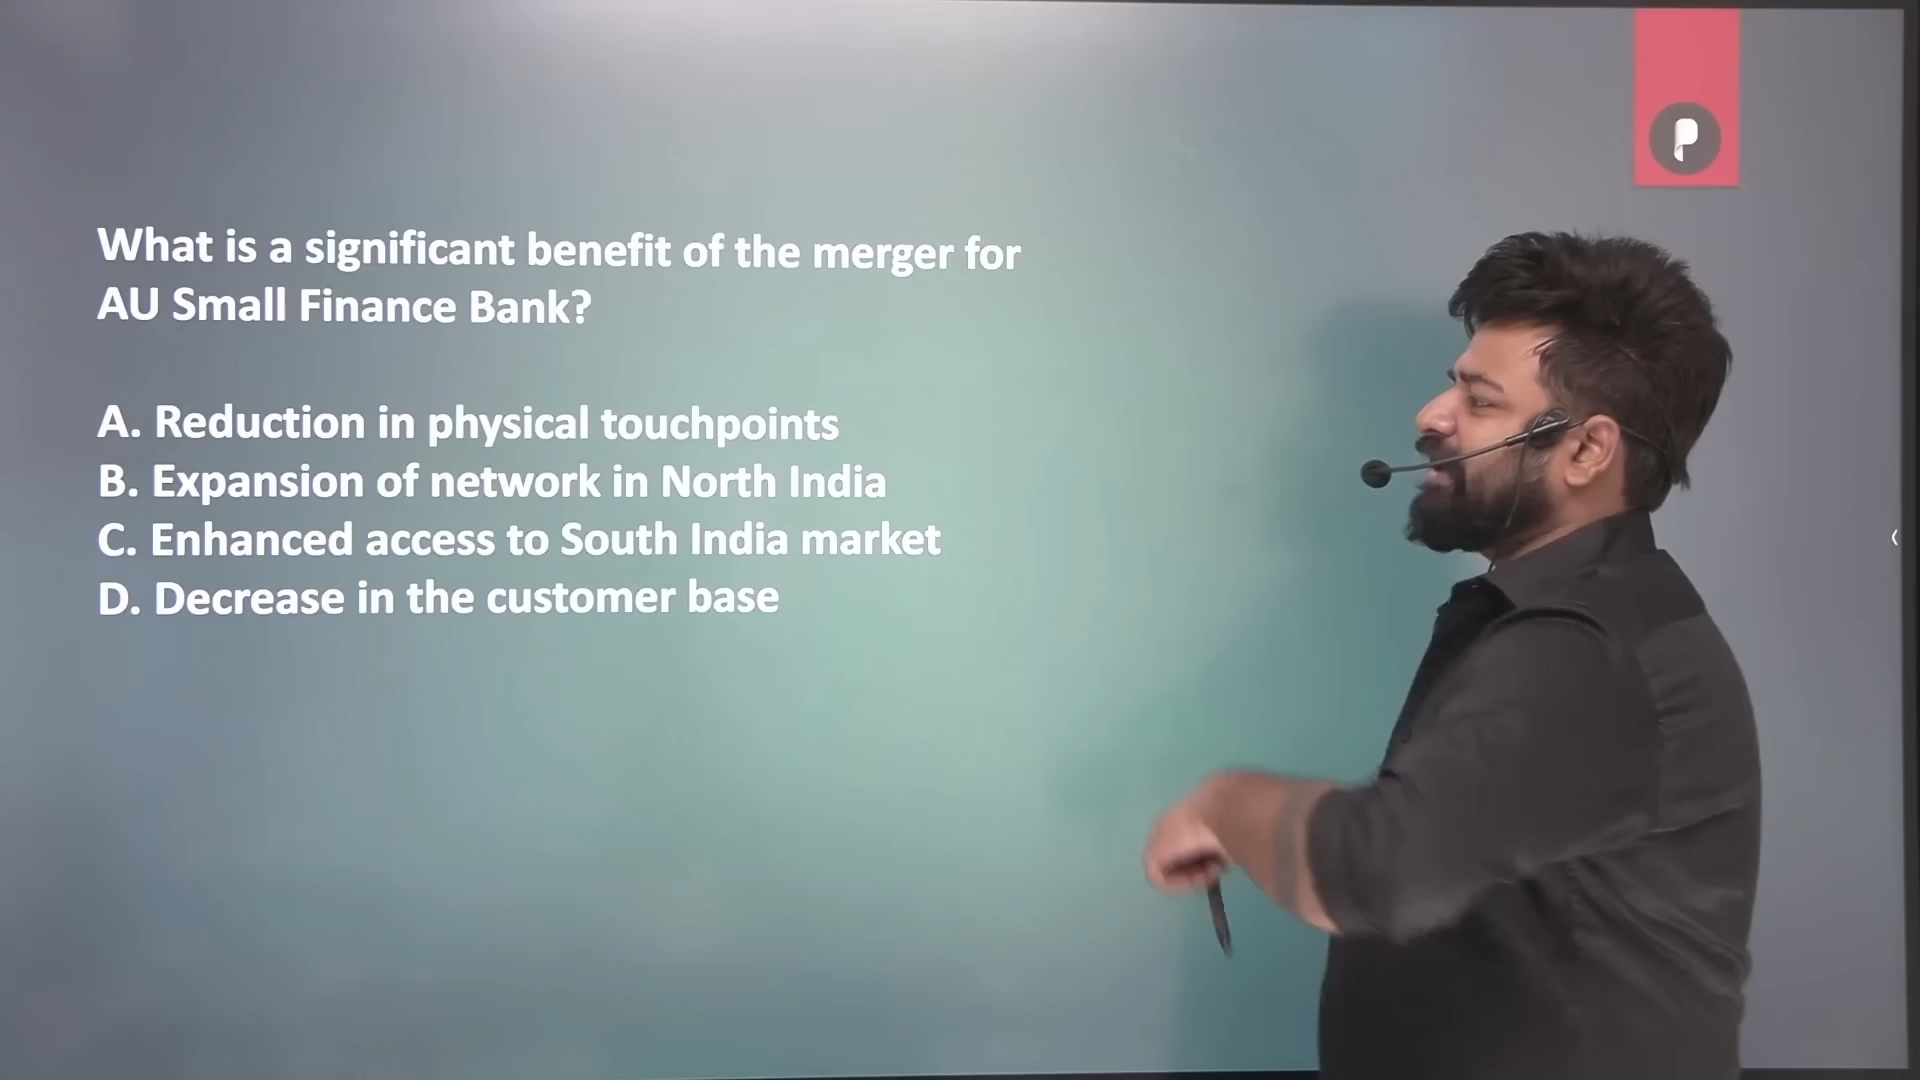 What is a significant benefit of the merger for
AU Small Finance Bank?
A. Reduction in physical touchpoints
B. Expansion of network in North India
C. Enhanced access to South India market
D. Decrease in the customer base